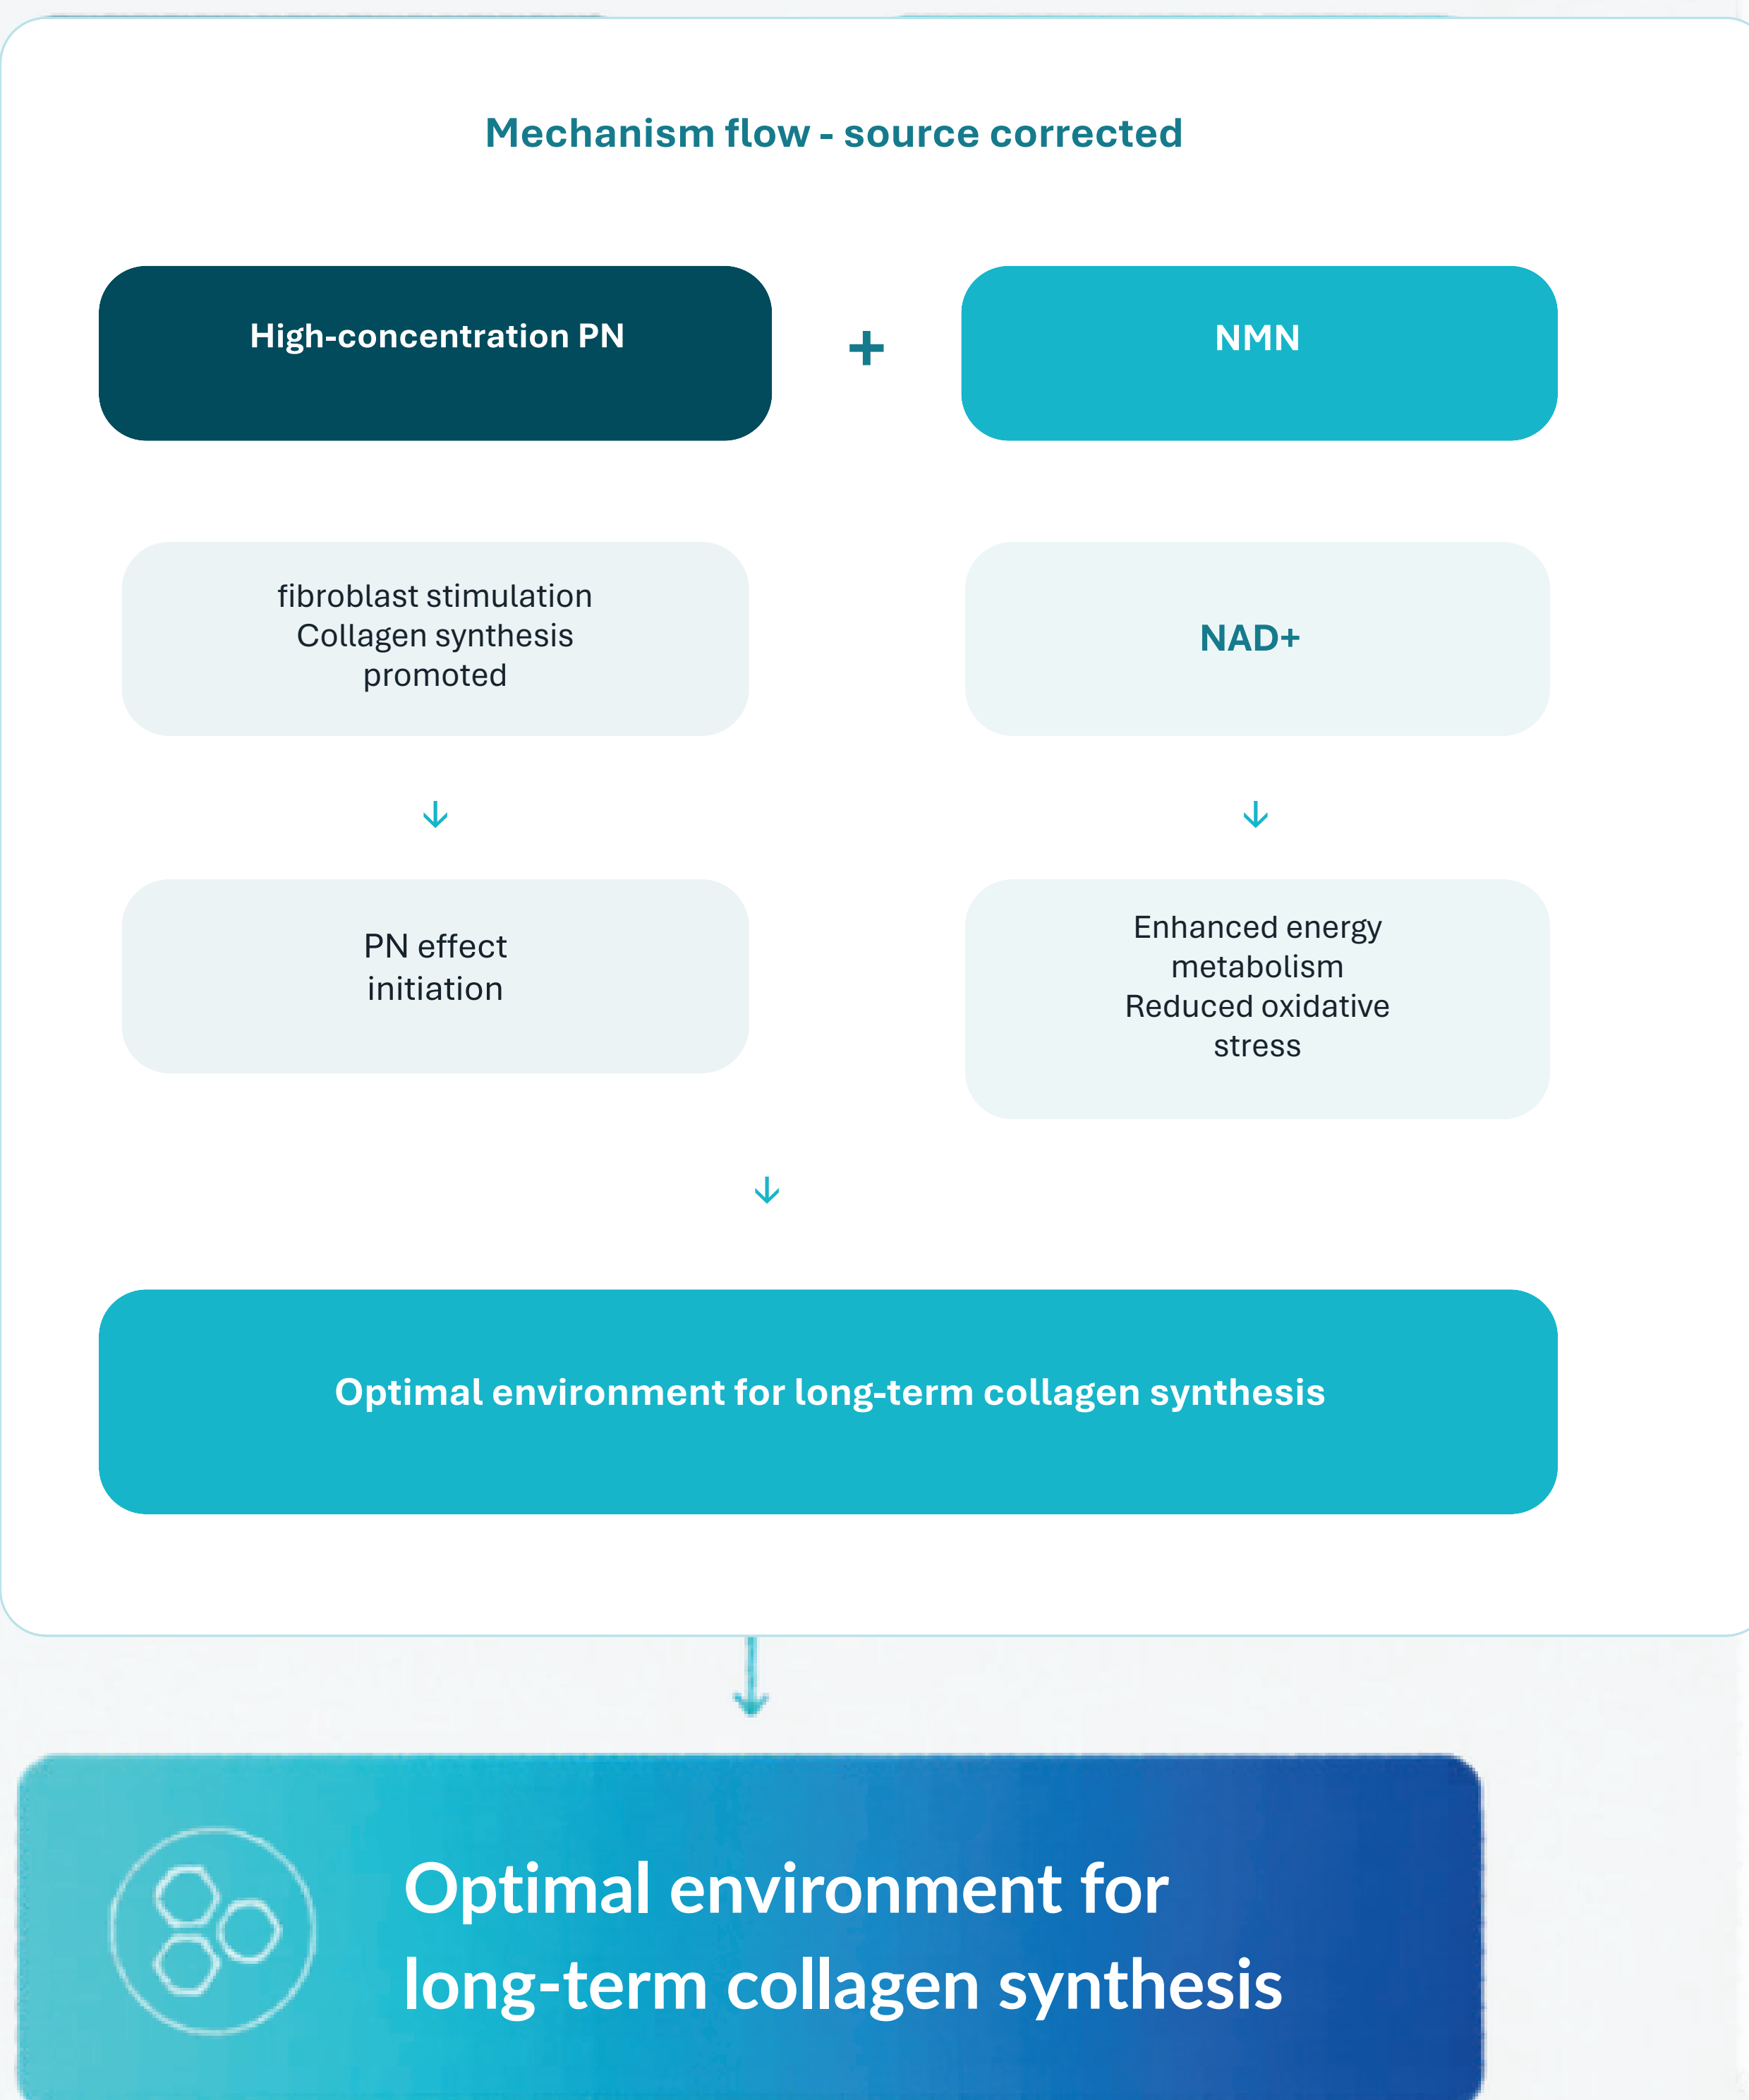 Mechanism flow - source corrected
High-concentration PN
+
NMN
fibroblast stimulation
Collagen synthesis
promoted
NAD+
↓
↓
PN effect
initiation
Enhanced energy
metabolism
Reduced oxidative
stress
↓
Optimal environment for long-term collagen synthesis
Optimal environment for
long-term collagen synthesis